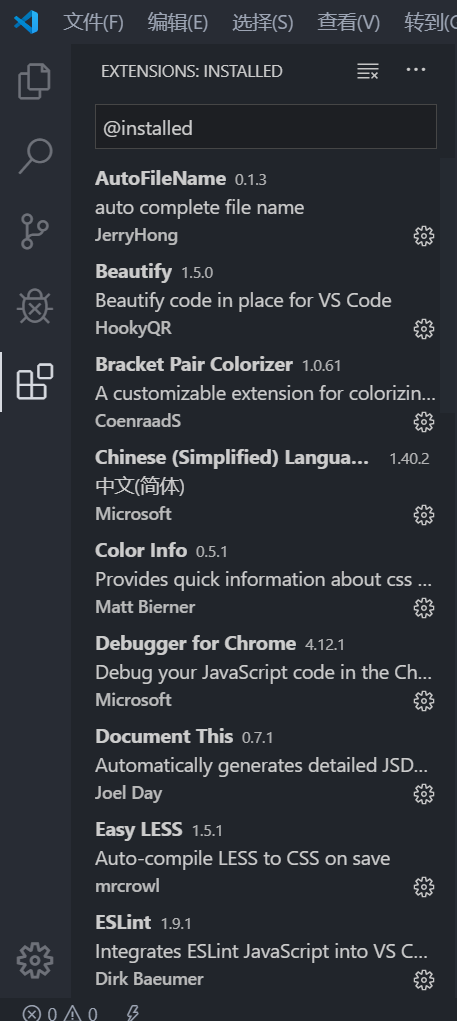 文件(F) 编辑(E) 选择(S) 查看(V) 转到(G
EXTENSIONS: INSTALLED
@installed
AutoFileName 0.1.3
auto complete file name
JerryHong
Beautify 1.5.0
Beautify code in place for VS Code
HookyQR
Bracket Pair Colorizer 1.0.61
A customizable extension for colorizin...
CoenraadS
Chinese (Simplified) Langua... 1.40.2
中文(简体)
Microsoft
Color Info 0.5.1
Provides quick information about css ...
Matt Bierner
Debugger for Chrome 4.12.1
Debug your JavaScript code in the Ch...
Microsoft
Document This 0.7.1
Automatically generates detailed JSD...
Joel Day
Easy LESS 1.5.1
Auto-compile LESS to CSS on save
mrcrowl
ESLint 1.9.1
Integrates ESLint JavaScript into VS C...
Dirk Baeumer
0 0